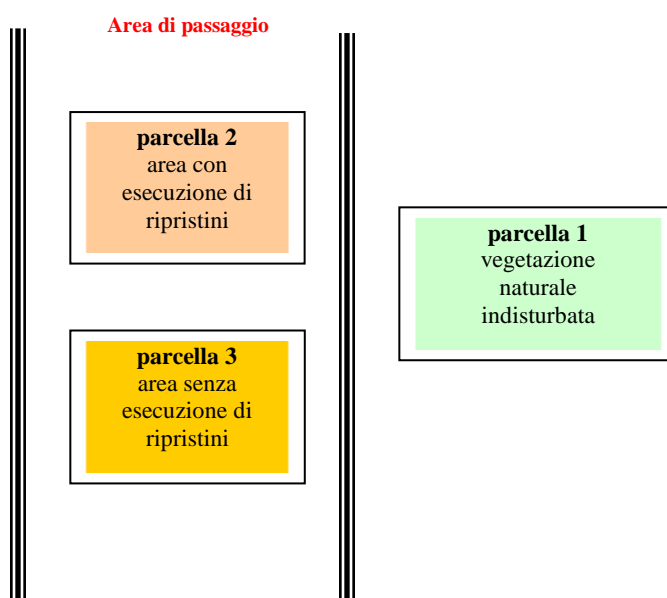 Area di passaggio
parcella 2
area con
esecuzione di
ripristini
parcella 1
vegetazione
naturale
indisturbata
parcella 3
area senza
esecuzione di
ripristini